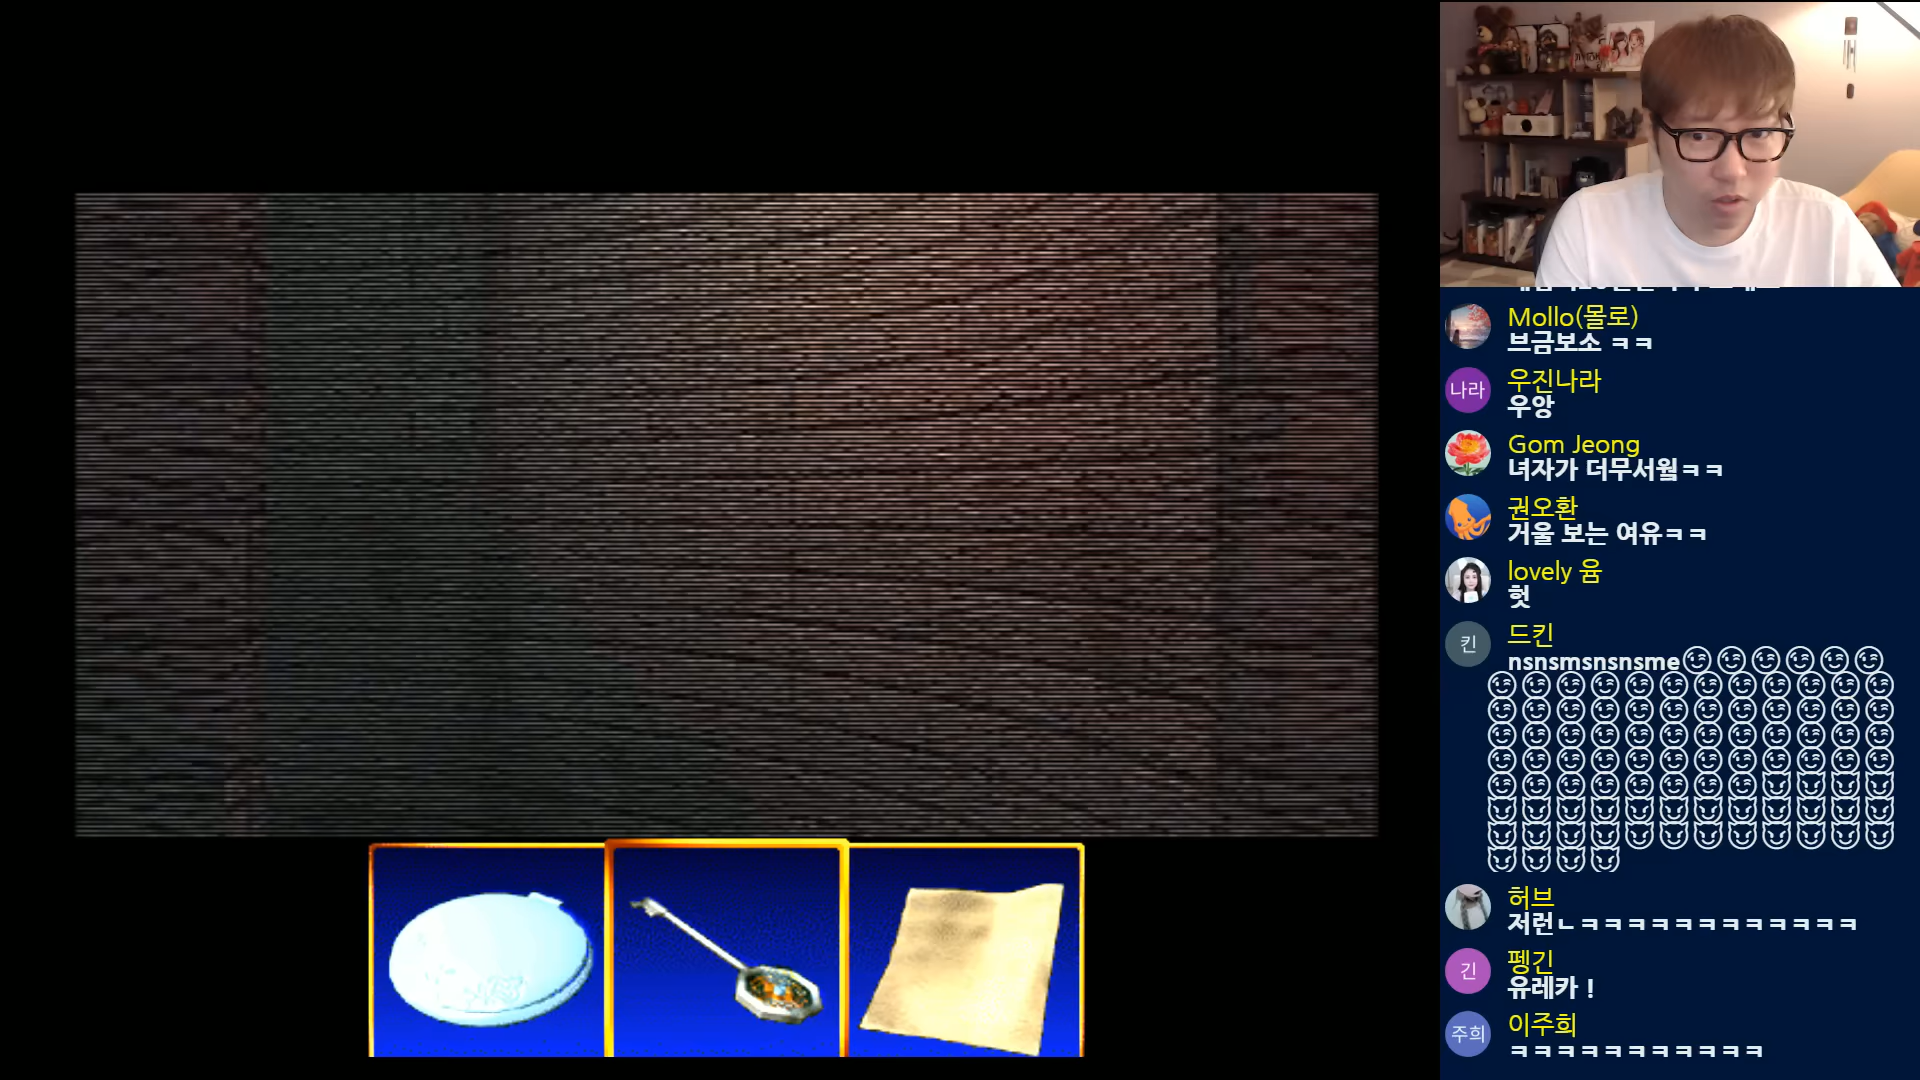 Mollo(몰로)
브금보소 ㅋㅋ
나라
우진나라
우앙
Gom Jeong
녀자가 더무서웤ㅋㅋ
권오환
거울 보는 여유ㅋㅋ
lovely 윰
헛
킨
드킨
nsnsmsnsnsme
허브
저런ㄴㅋㅋㅋㅋㅋㅋㅋㅋㅋㅋㅋㅋ
긴
펭긴
유레카 !
주희
이주희
ㅋㅋㅋㅋㅋㅋㅋㅋㅋㅋㅋ